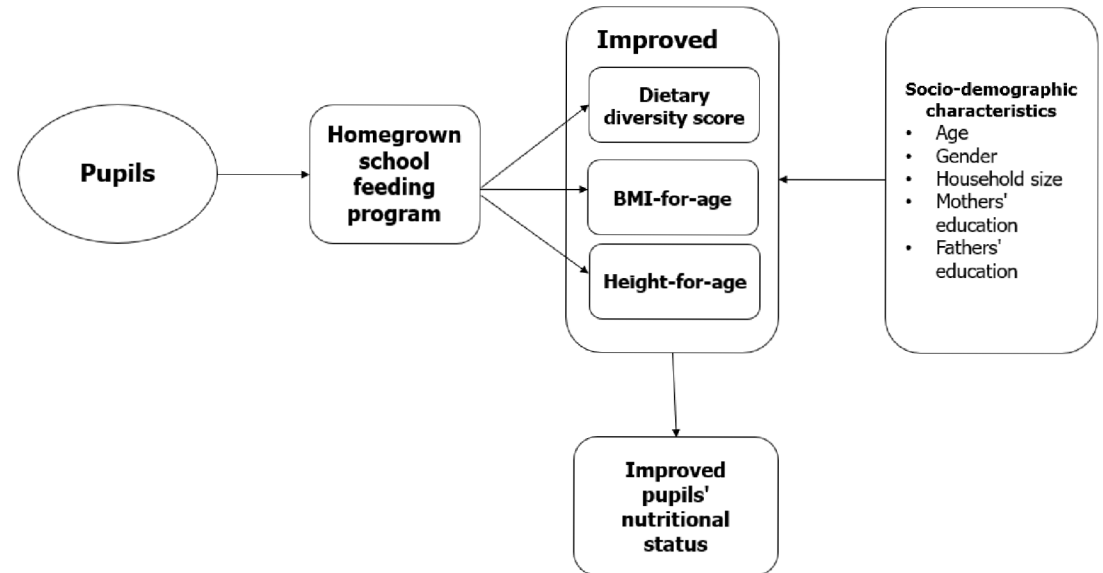 Pupils
Homegrown
school
feeding
program
Improved
Dietary
diversity score
BMI-for-age
Height-for-age
Socio-demographic
characteristics
• Age
• Gender
• Household size
• Mothers'
education
• Fathers'
education
Improved
pupils'
nutritional
status